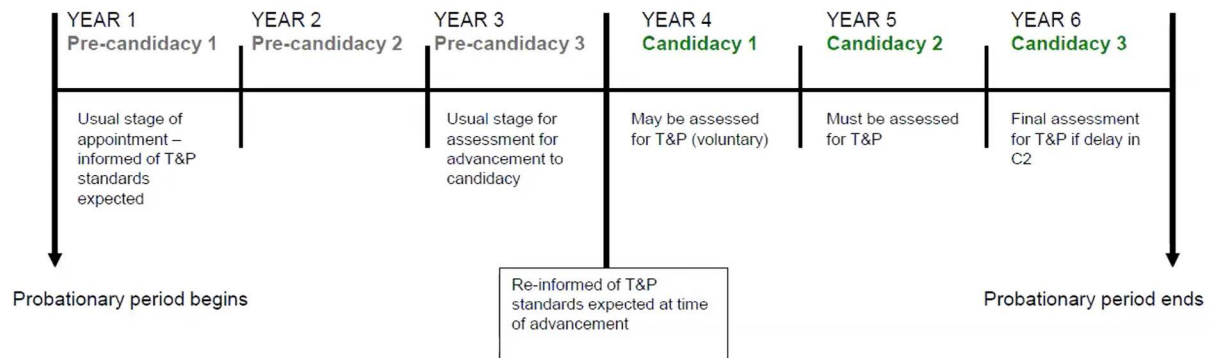 YEAR 1
Pre-candidacy 1
YEAR 2
Pre-candidacy 2
YEAR 3
Pre-candidacy 3
YEAR 4
Candidacy 1
YEAR 5
Candidacy 2
YEAR 6
Candidacy 3
Usual stage of
appointment –
informed of T&P
standards
expected
Usual stage for
assessment for
advancement to
candidacy
May be assessed
for T&P (voluntary)
Must be assessed
for T&P
Final assessment
for T&P if delay in
C2
Probationary period begins
Re-informed of T&P
standards expected at time
of advancement
Probationary period ends